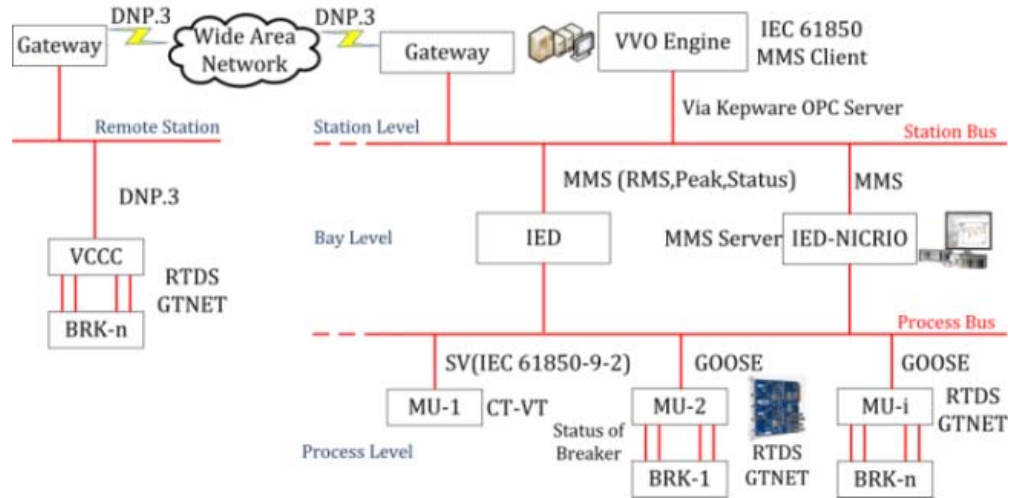 DNP.3
DNP.3
Gateway
Wide Area
Network
Gateway
VVO Engine
IEC 61850
MMS Client
Via Kepware OPC Server
Remote Station
Station Level
Station Bus
DNP.3
MMS (RMS,Peak,Status)
MMS
Bay Level
IED
MMS Server
IED-NICRIO
VCCC
RTDS
GTNET
BRK-n
Process Bus
SV(IEC 61850-9-2)
GOOSE
GOOSE
MU-1
CT-VT
MU-2
MU-i
RTDS
GTNET
Status of
Breaker
Process Level
BRK-1
RTDS
GTNET
BRK-n